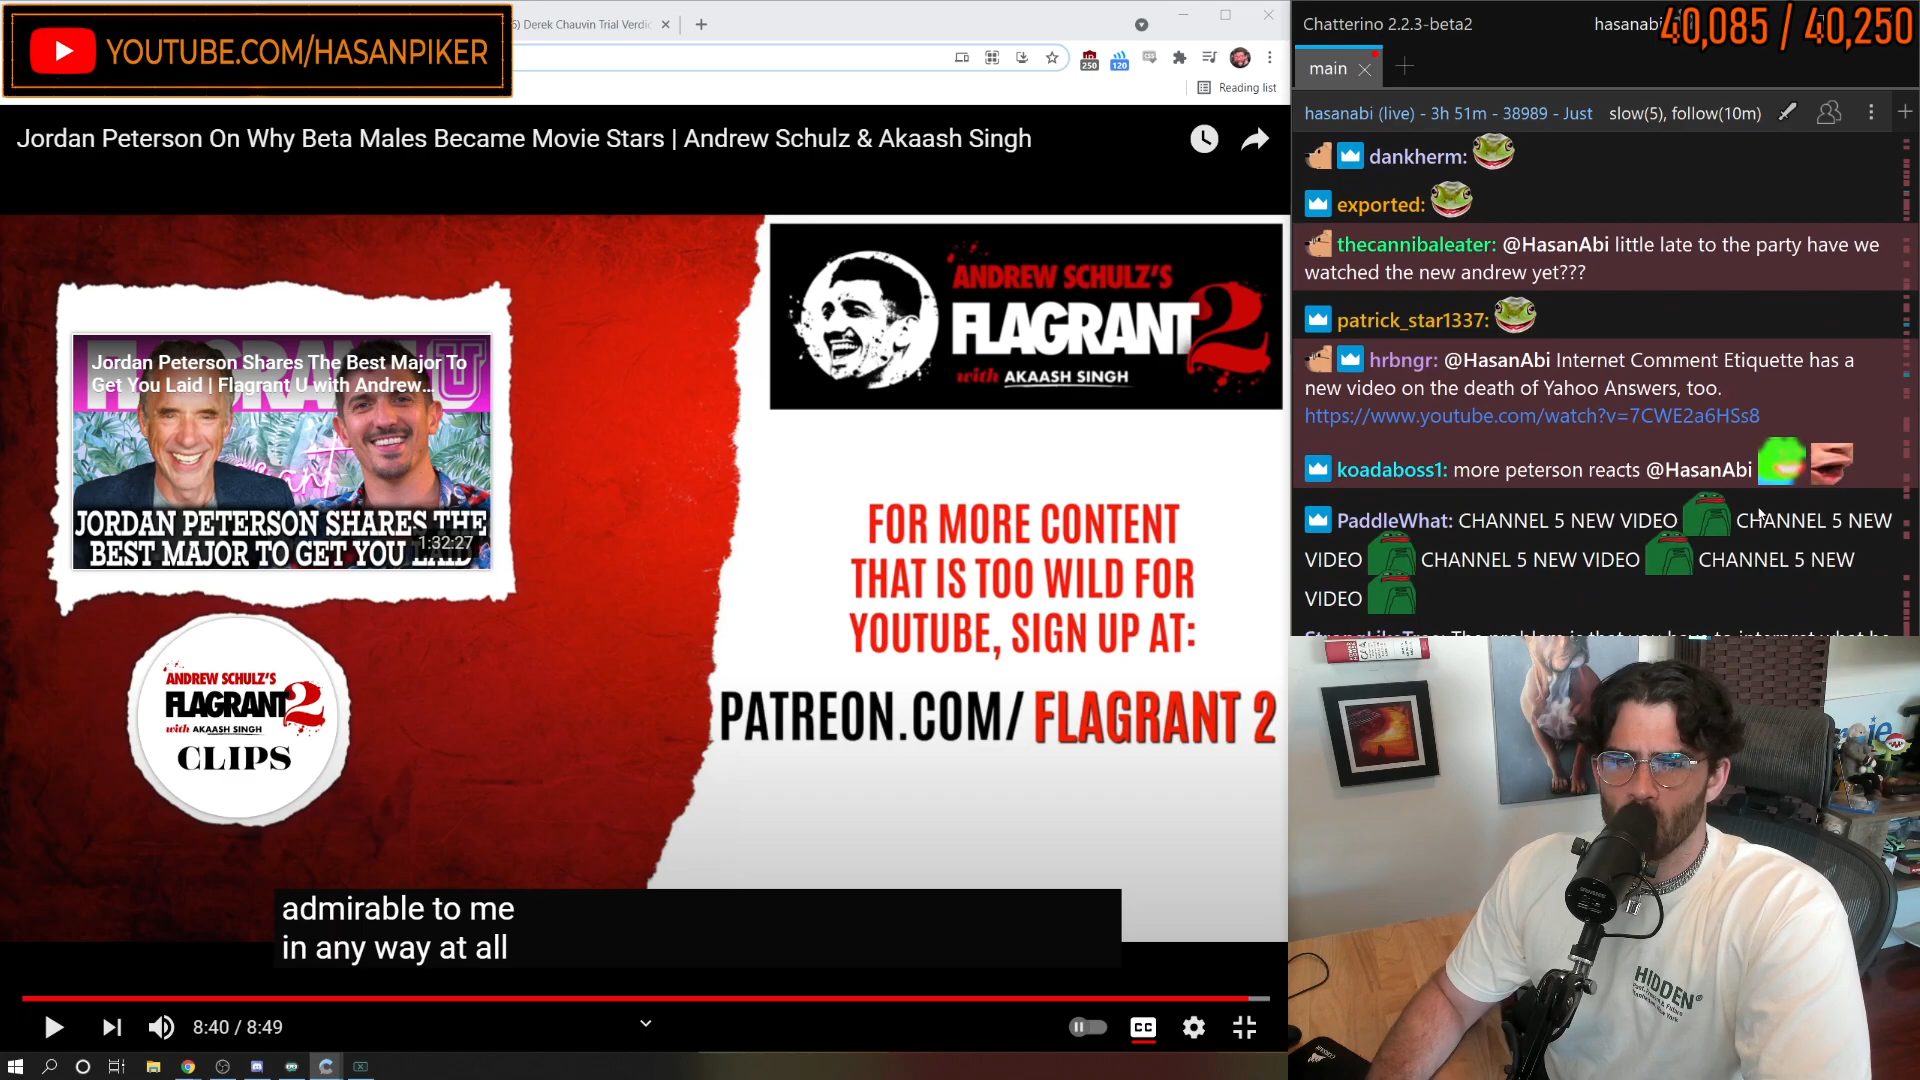 YOUTUBE.COM/HASANPIKER
Derek Chauvin Trial Verdic
250
120
Reading list
Jordan Peterson On Why Beta Males Became Movie Stars | Andrew Schulz & Akaash Singh
Jordan Peterson Shares The Best Major To
Get You Laid | Flagrant U with Andrew...
JORDAN PETERSON SHARES THE
BEST MAJOR TO GET YOU LAID
1:32:27
ANDREW SCHULZ'S
FLAGRANT 2
with AKAASH SINGH
CLIPS
ANDREW SCHULZ'S
FLAGRANT 2
with AKAASH SINGH
FOR MORE CONTENT
THAT IS TOO WILD FOR
YOUTUBE, SIGN UP AT:
PATREON.COM/ FLAGRANT 2
admirable to me
in any way at all
8:40 / 8:49
CC
Chatterino 2.2.3-beta2
hasanabi
40,085 / 40,250
main
hasanabi (live) - 3h 51m - 38989 - Just
slow(5), follow(10m)
dankherm:
exported:
thecannibaleater: @HasanAbi little late to the party have we
watched the new andrew yet???
patrick_star1337:
hrbngr: @HasanAbi Internet Comment Etiquette has a
new video on the death of Yahoo Answers, too.
https://www.youtube.com/watch?v=7CWE2a6HSs8
koadaboss1: more peterson reacts @HasanAbi
PaddleWhat: CHANNEL 5 NEW VIDEO CHANNEL 5 NEW
VIDEO CHANNEL 5 NEW VIDEO CHANNEL 5 NEW
VIDEO
HIDDEN